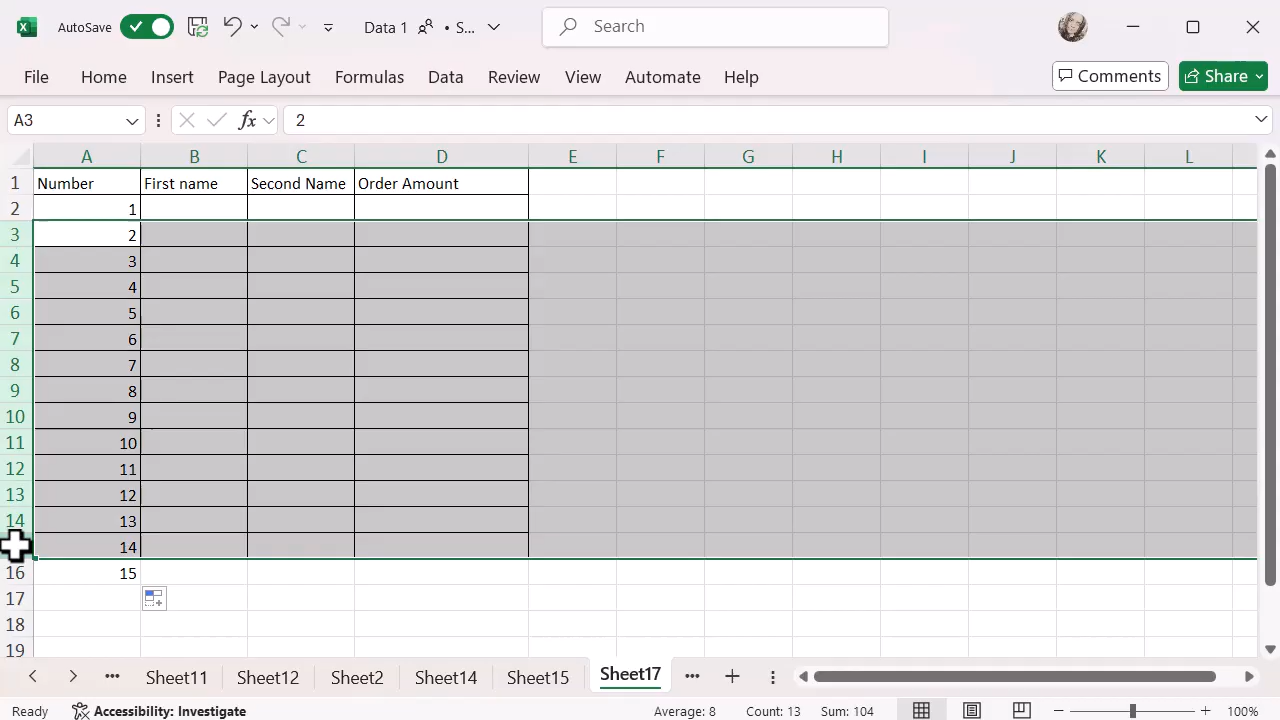 AutoSave Data 1 • S... Search
File Home Insert Page Layout Formulas Data Review View Automate Help Comments Share
A3 fx 2
A B C D E F G H I J K L
1 Number First name Second Name Order Amount
2 1
3 2
4 3
5 4
6 5
7 6
8 7
9 8
10 9
11 10
12 11
13 12
14 13
14
16 15
17
18
19
... Sheet11 Sheet12 Sheet2 Sheet14 Sheet15 Sheet17 ...
Ready Accessibility: Investigate Average: 8 Count: 13 Sum: 104 100%